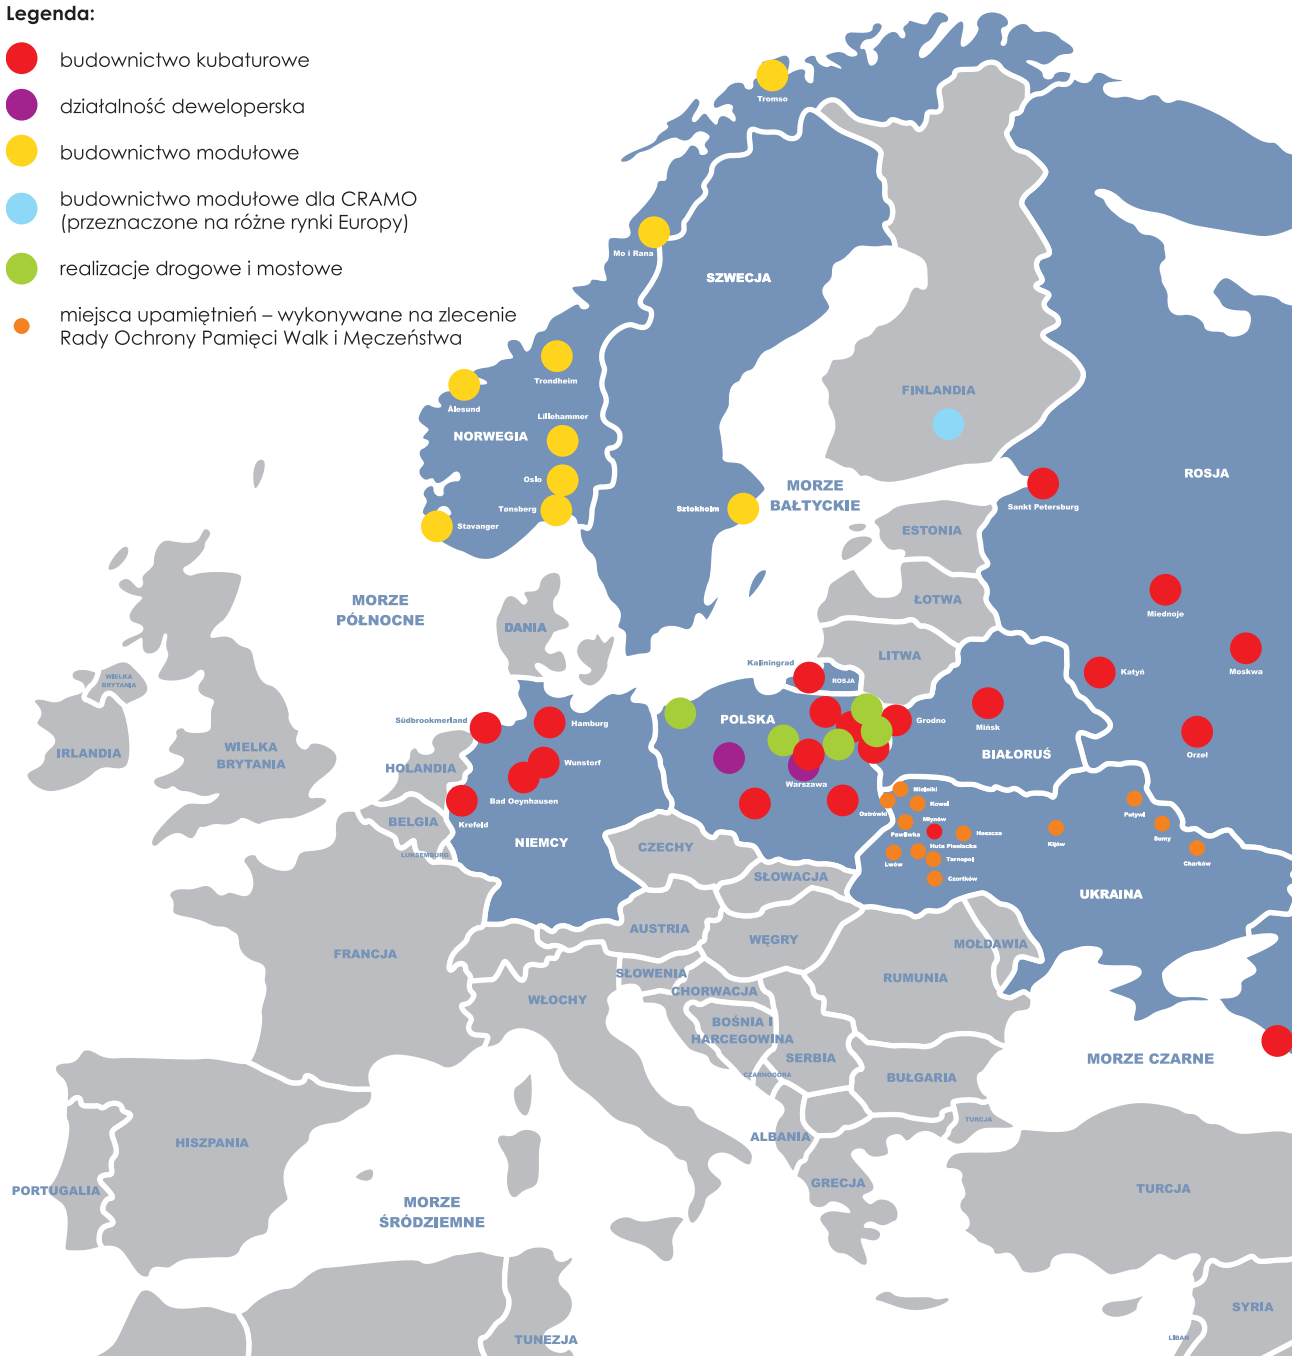 Legenda:
budownictwo kubaturowe
działalność deweloperska
budownictwo modułowe
budownictwo modułowe dla CRAMO
(przeznaczone na różne rynki Europy)
realizacje drogowe i mostowe
miejsca upamiętnień – wykonywane na zlecenie
Rady Ochrony Pamięci Walk i Męczeństwa
Tromso
Mo i Rana
SZWECJA
Trondheim
Ålesund
Lillehammer
NORWEGIA
FINLANDIA
Oslo
Tønsberg
Stavanger
Sztokholm
MORZE
BAŁTYCKIE
ROSJA
Sankt Petersburg
ESTONIA
MORZE
PÓŁNOCNE
ŁOTWA
Miednoje
DANIA
LITWA
Kaliningrad
ROSJA
Katyń
Moskwa
WIELKA
BRYTANIA
Südbrookmerland
Hamburg
POLSKA
Grodno
Mińsk
BIAŁORUŚ
Orzeł
IRLANDIA
WIELKA
BRYTANIA
HOLANDIA
Wunstorf
Bad Oeynhausen
Warszawa
Krefeld
BELGIA
LUKSEMBURG
NIEMCY
CZECHY
SŁOWACJA
Mielniki
Kowel
Ostrówki
Młynów
Pawliwka
Hoszcza
Huta Pieniacka
Lwów
Tarnopol
Czortków
Kijów
Putywl
Sumy
Charków
UKRAINA
AUSTRIA
WĘGRY
MOŁDAWIA
FRANCJA
SŁOWENIA
CHORWACJA
RUMUNIA
WŁOCHY
BOŚNIA I
HARCEGOWINA
SERBIA
CZARNOGÓRA
BUŁGARIA
MORZE CZARNE
TURCJA
ALBANIA
HISZPANIA
GRECJA
PORTUGALIA
TURCJA
MORZE
ŚRÓDZIEMNE
SYRIA
LIBAN
TUNEZJA